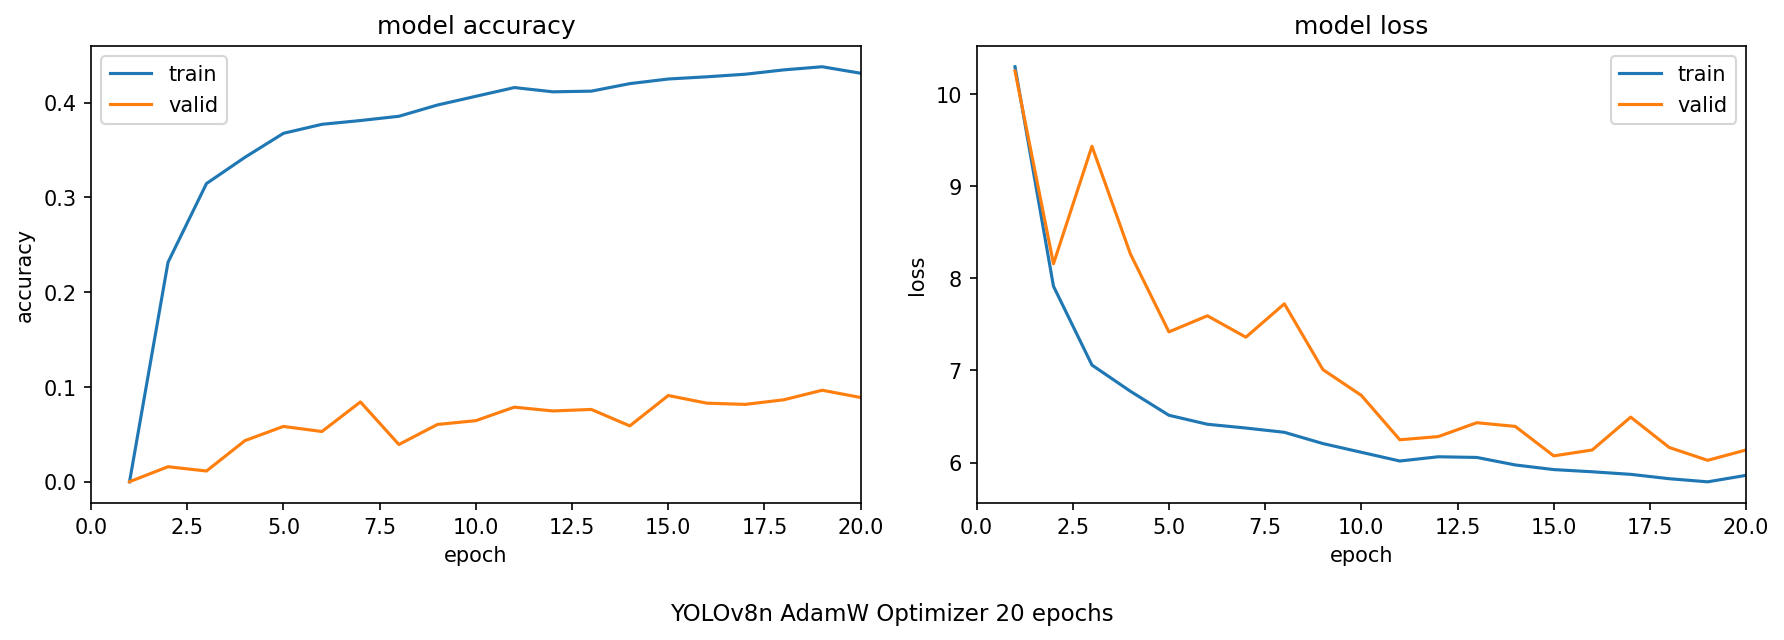 model accuracy
model loss
train
valid
train
valid
accuracy
0.4
0.3
0.2
0.1
0.0
0.0 2.5 5.0 7.5 10.0 12.5 15.0 17.5 20.0
epoch
loss
10
9
8
7
6
0.0 2.5 5.0 7.5 10.0 12.5 15.0 17.5 20.0
epoch
YOLOv8n AdamW Optimizer 20 epochs